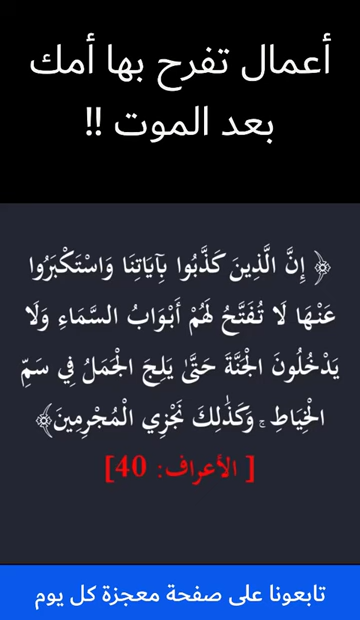 أعمال تفرح بها أمك
بعد الموت !!
﴿ إِنَّ الَّذِينَ كَذَّبُوا بِآيَاتِنَا وَاسْتَكْبَرُوا
عَنْهَا لَا تُفَتَّحُ لَهُمْ أَبْوَابُ السَّمَاءِ وَلَا
يَدْخُلُونَ الْجَنَّةَ حَتَّىٰ يَلِجَ الْجَمَلُ فِي سَمِّ
الْخِيَاطِ ۚ وَكَذَٰلِكَ نَجْزِي الْمُجْرِمِينَ﴾
[ الأعراف: 40]
تابعونا على صفحة معجزة كل يوم